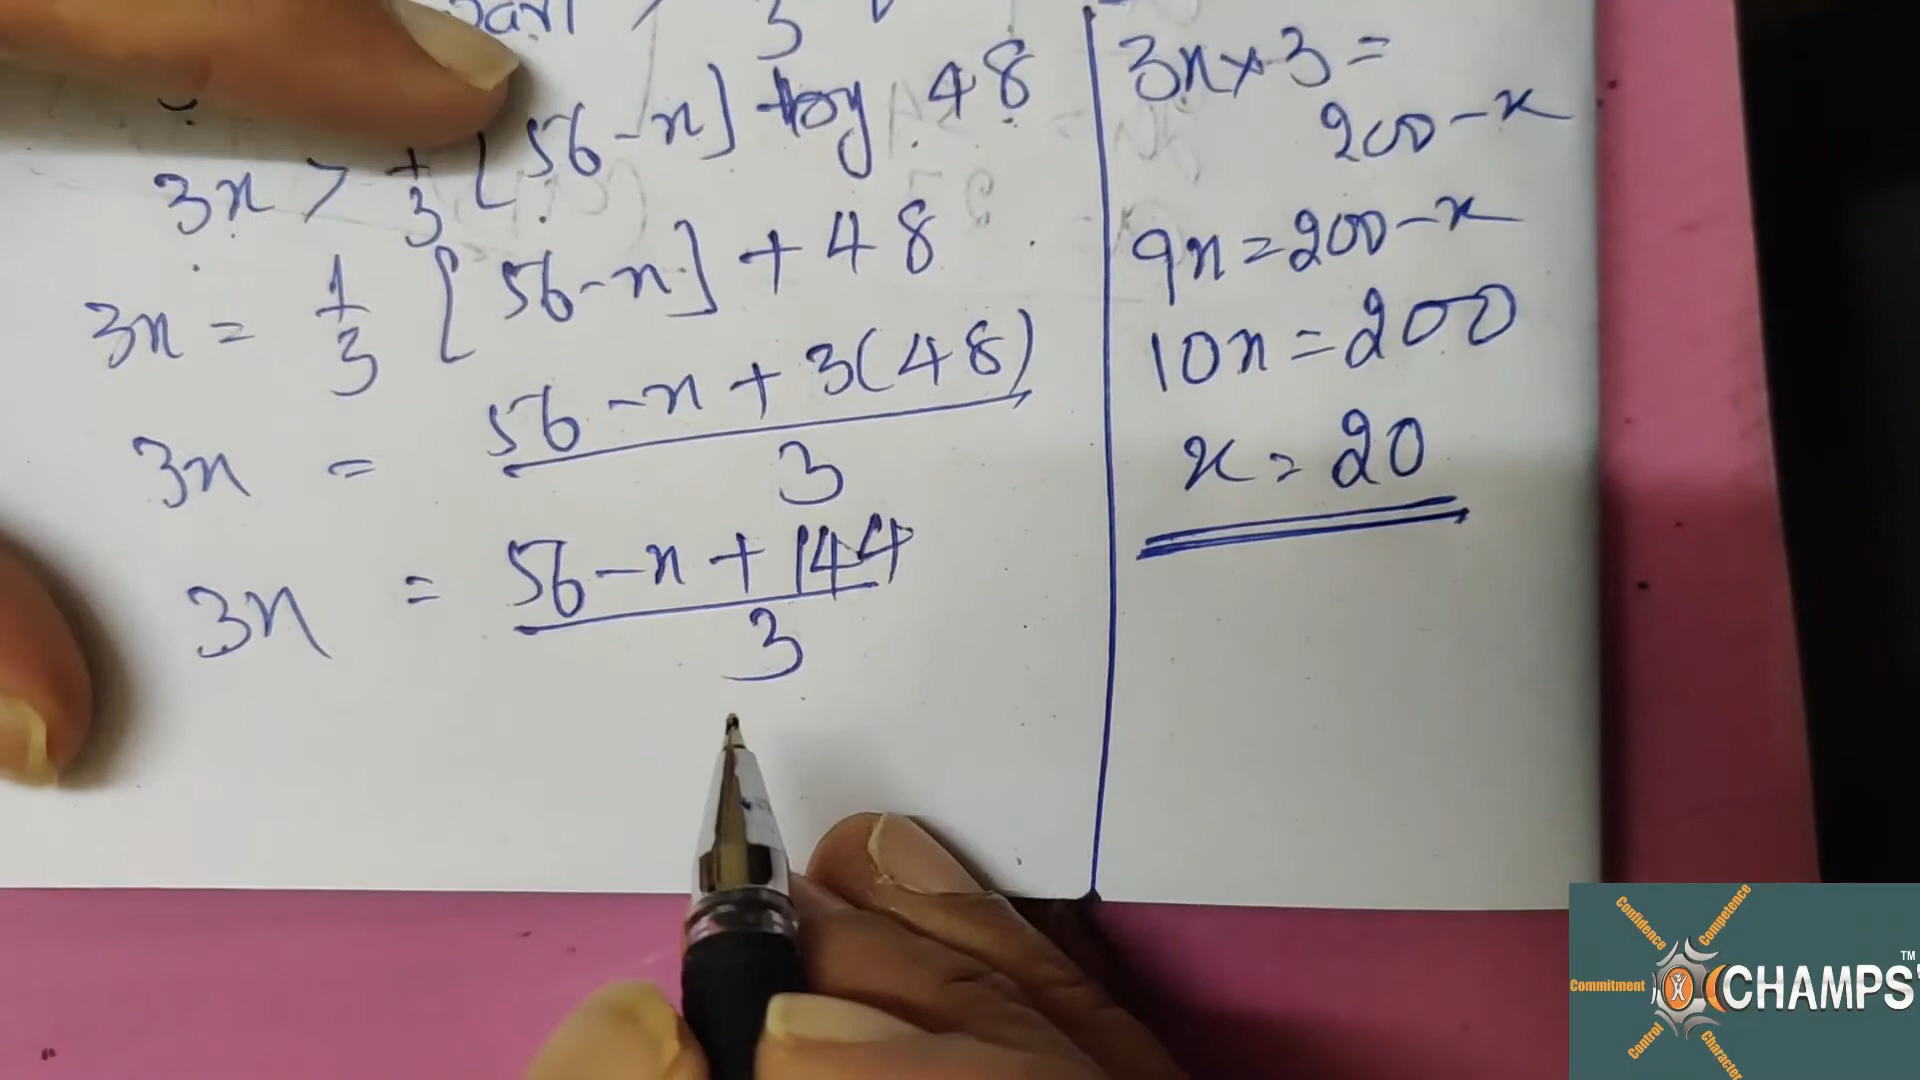 3
3x > 1/3 [56-x] by 48
3x = 1/3 [56-x] + 48
3x = 56-x + 3(48) / 3
3x = 56-x + 144 / 3
3x × 3 =
200-x
9x = 200-x
10x = 200
x = 20
Confidence
Competence
Commitment
CHAMPS
TM
Control
Character